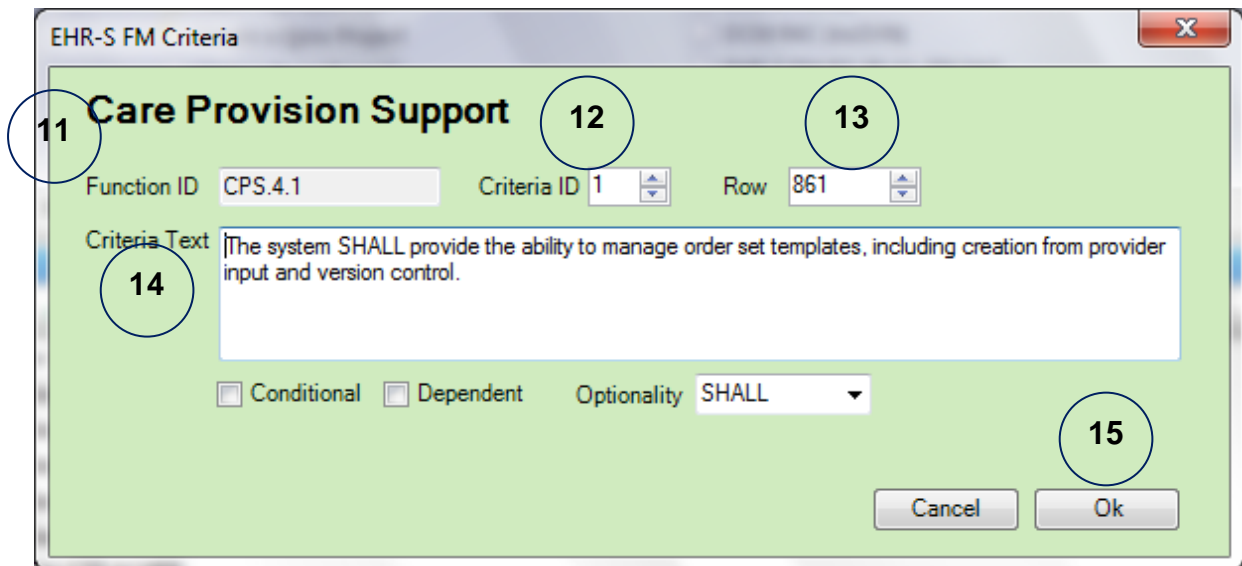 EHR-S FM Criteria
x
Care Provision Support
11
12
13
Function ID CPS.4.1 Criteria ID 1 Row 861
Criteria Text The system SHALL provide the ability to manage order set templates, including creation from provider
input and version control.
14
Conditional Dependent Optionality SHALL
15
Cancel Ok